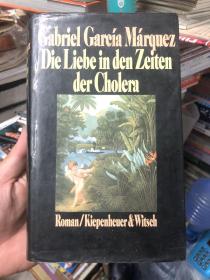 Gabriel García Márquez
Die Liebe in den Zeiten
der Cholera
Roman/Kiepenheuer & Witsch